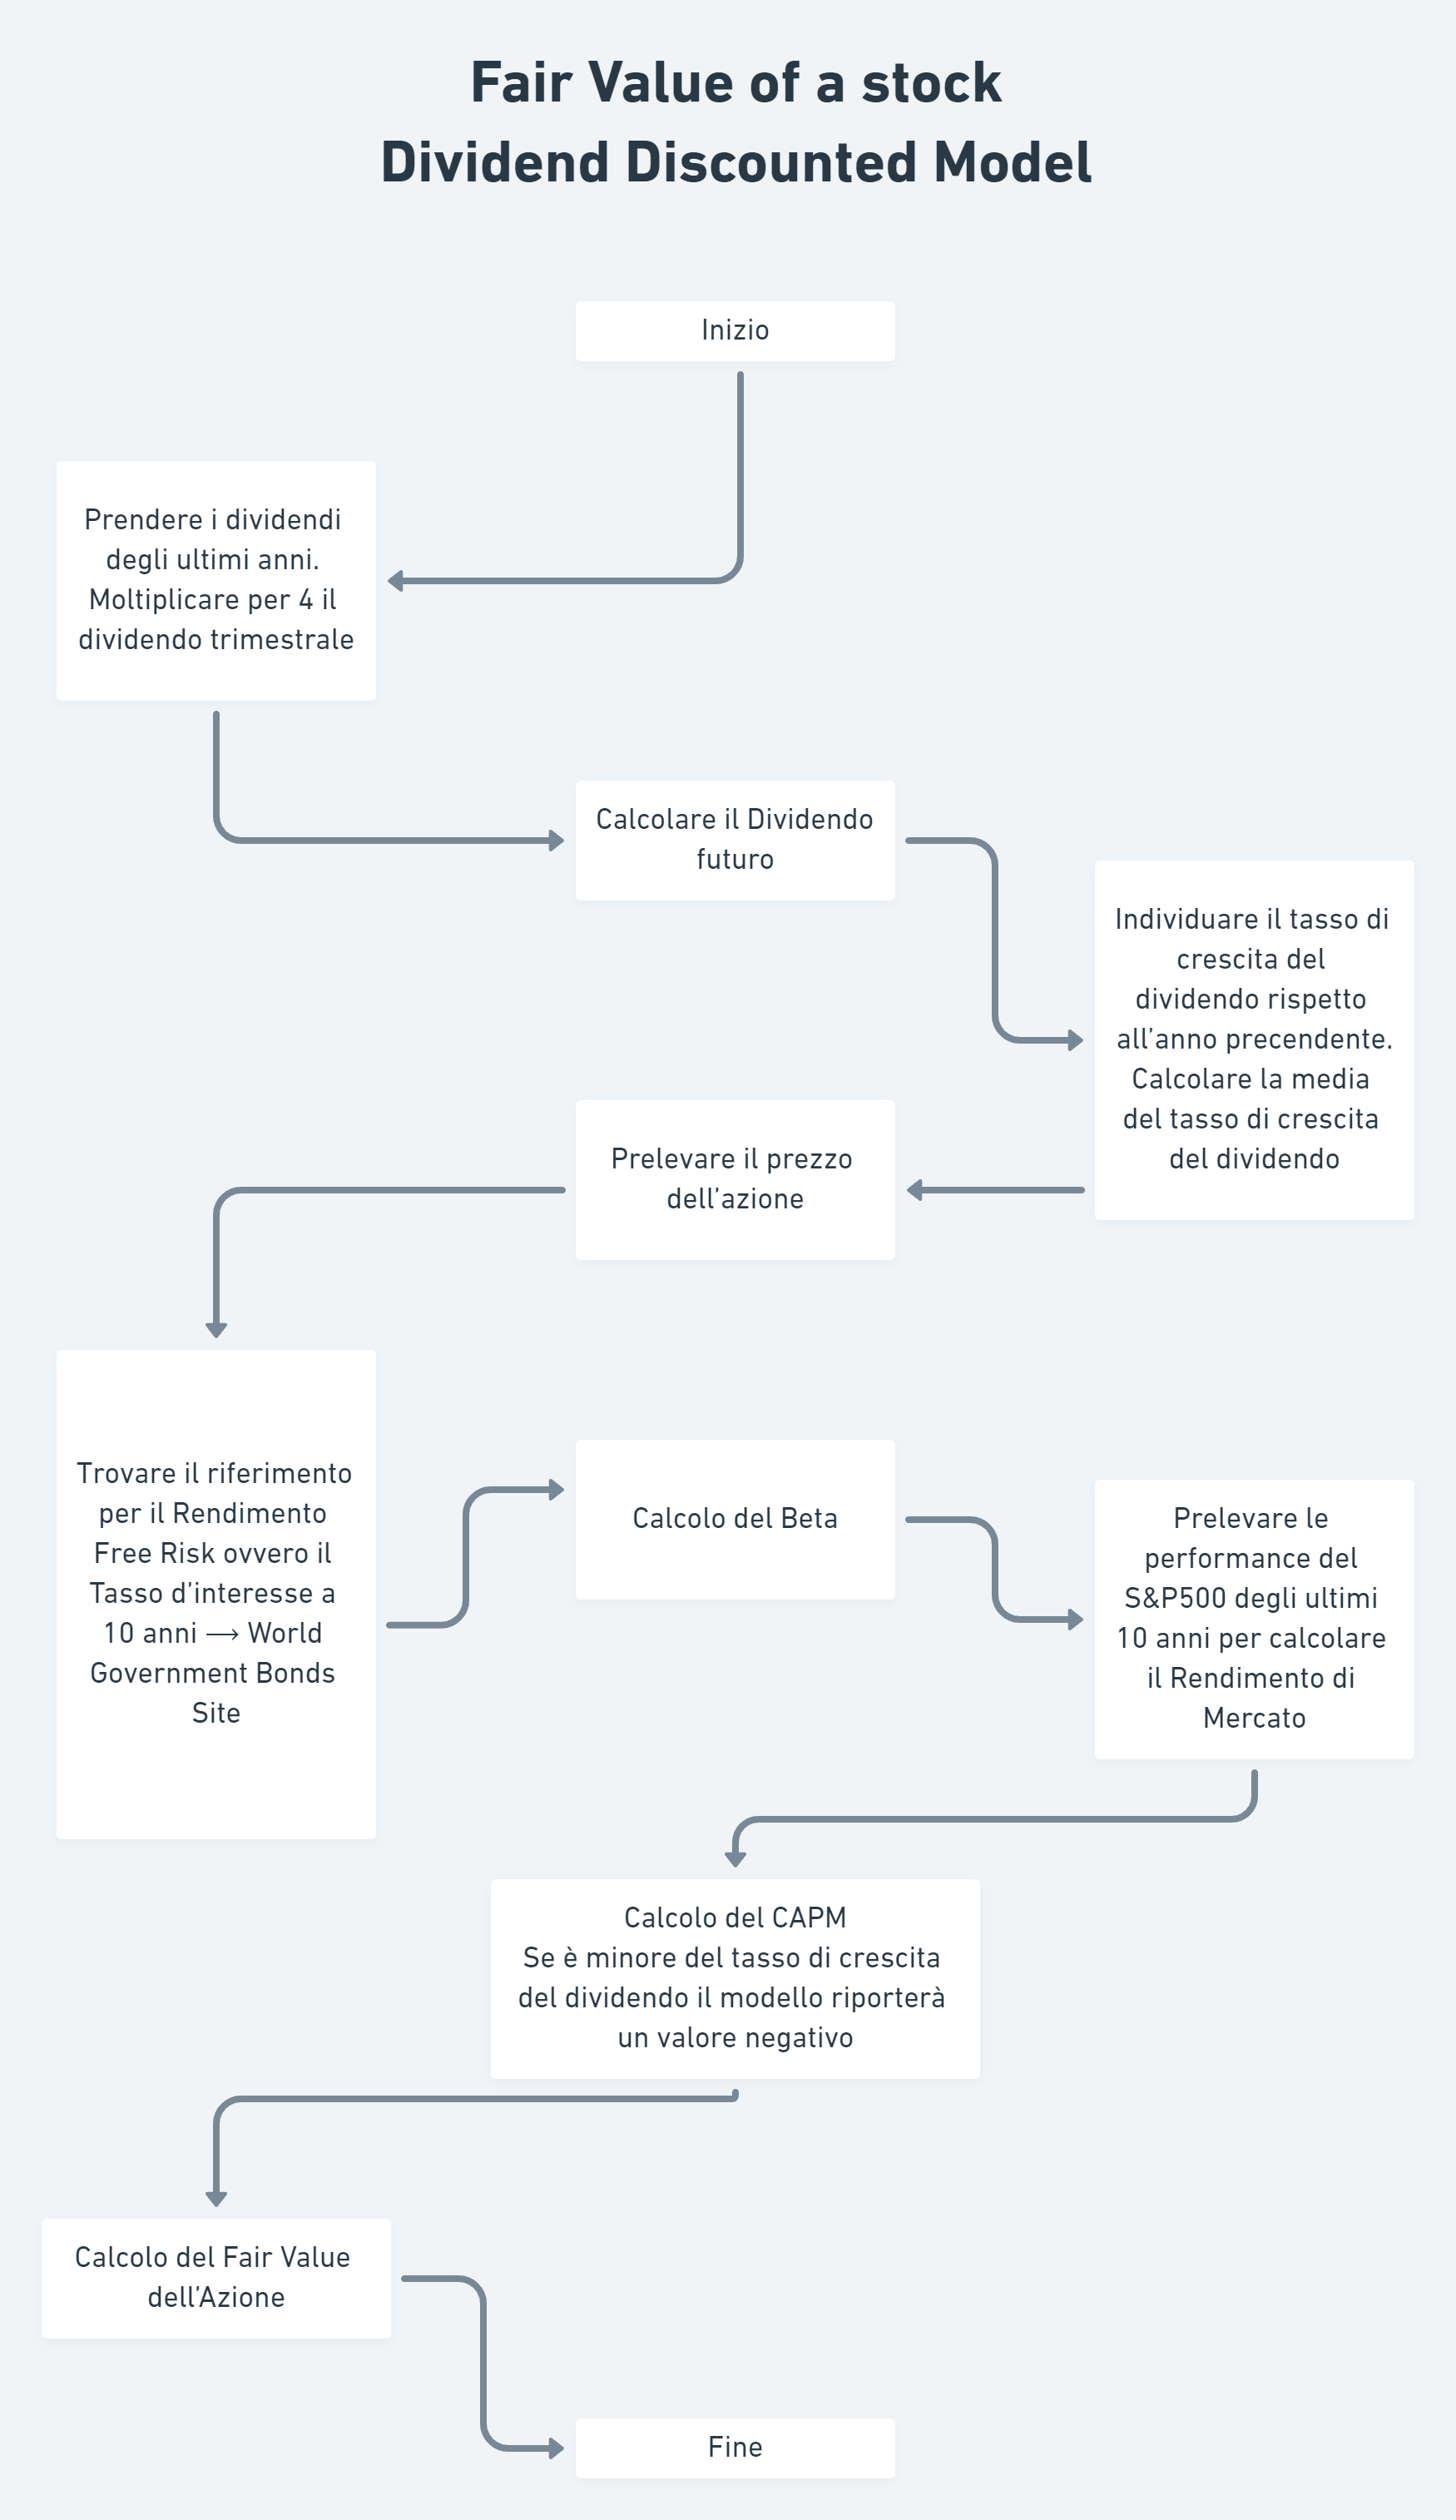 Fair Value of a stock
Dividend Discounted Model
Inizio
Prendere i dividendi
degli ultimi anni.
Moltiplicare per 4 il
dividendo trimestrale
Calcolare il Dividendo
futuro
Individuare il tasso di
crescita del
dividendo rispetto
all’anno precendente.
Calcolare la media
del tasso di crescita
del dividendo
Prelevare il prezzo
dell’azione
Trovare il riferimento
per il Rendimento
Free Risk ovvero il
Tasso d’interesse a
10 anni ⟶ World
Government Bonds
Site
Calcolo del Beta
Prelevare le
performance del
S&P500 degli ultimi
10 anni per calcolare
il Rendimento di
Mercato
Calcolo del CAPM
Se è minore del tasso di crescita
del dividendo il modello riporterà
un valore negativo
Calcolo del Fair Value
dell’Azione
Fine